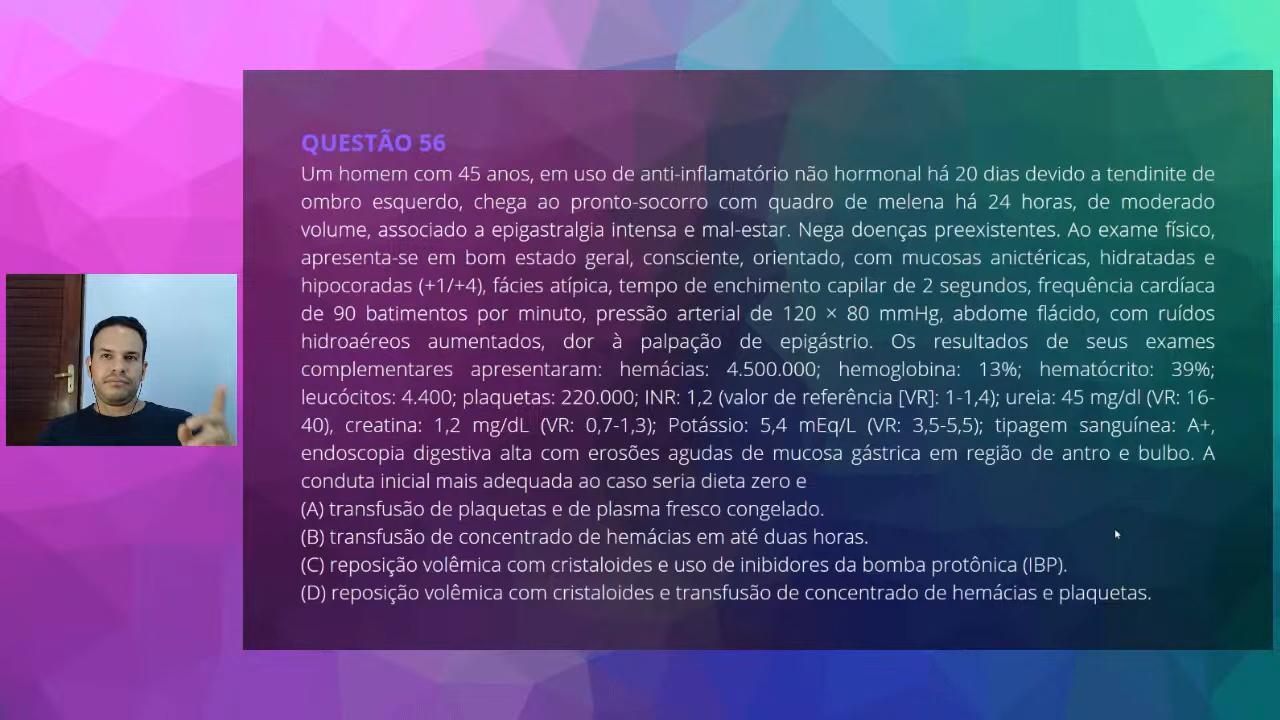 QUESTÃO 56
Um homem com 45 anos, em uso de anti-inflamatório não hormonal há 20 dias devido a tendinite de
ombro esquerdo, chega ao pronto-socorro com quadro de melena há 24 horas, de moderado
volume, associado a epigastralgia intensa e mal-estar. Nega doenças preexistentes. Ao exame físico,
apresenta-se em bom estado geral, consciente, orientado, com mucosas anictéricas, hidratadas e
hipocoradas (+1/+4), fácies atípica, tempo de enchimento capilar de 2 segundos, frequência cardíaca
de 90 batimentos por minuto, pressão arterial de 120 × 80 mmHg, abdome flácido, com ruídos
hidroaéreos aumentados, dor à palpação de epigástrio. Os resultados de seus exames
complementares apresentaram: hemácias: 4.500.000; hemoglobina: 13%; hematócrito: 39%;
leucócitos: 4.400; plaquetas: 220.000; INR: 1,2 (valor de referência [VR]: 1-1,4); ureia: 45 mg/dl (VR: 16-
40), creatina: 1,2 mg/dL (VR: 0,7-1,3); Potássio: 5,4 mEq/L (VR: 3,5-5,5); tipagem sanguínea: A+,
endoscopia digestiva alta com erosões agudas de mucosa gástrica em região de antro e bulbo. A
conduta inicial mais adequada ao caso seria dieta zero e
(A) transfusão de plaquetas e de plasma fresco congelado.
(B) transfusão de concentrado de hemácias em até duas horas.
(C) reposição volêmica com cristaloides e uso de inibidores da bomba protônica (IBP).
(D) reposição volêmica com cristaloides e transfusão de concentrado de hemácias e plaquetas.